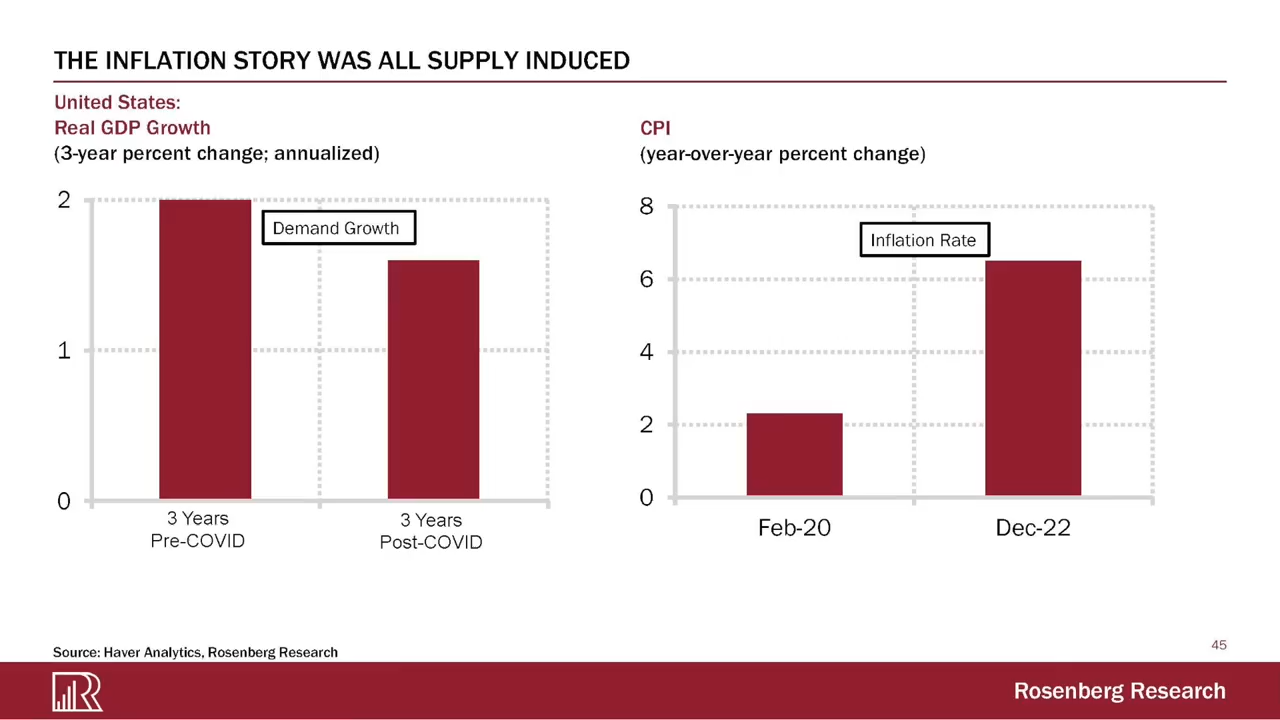 THE INFLATION STORY WAS ALL SUPPLY INDUCED
United States:
Real GDP Growth
(3-year percent change; annualized)
2
1
0
Demand Growth
3 Years
Pre-COVID
3 Years
Post-COVID
CPI
(year-over-year percent change)
8
6
4
2
0
Inflation Rate
Feb-20
Dec-22
Source: Haver Analytics, Rosenberg Research
45
R
Rosenberg Research